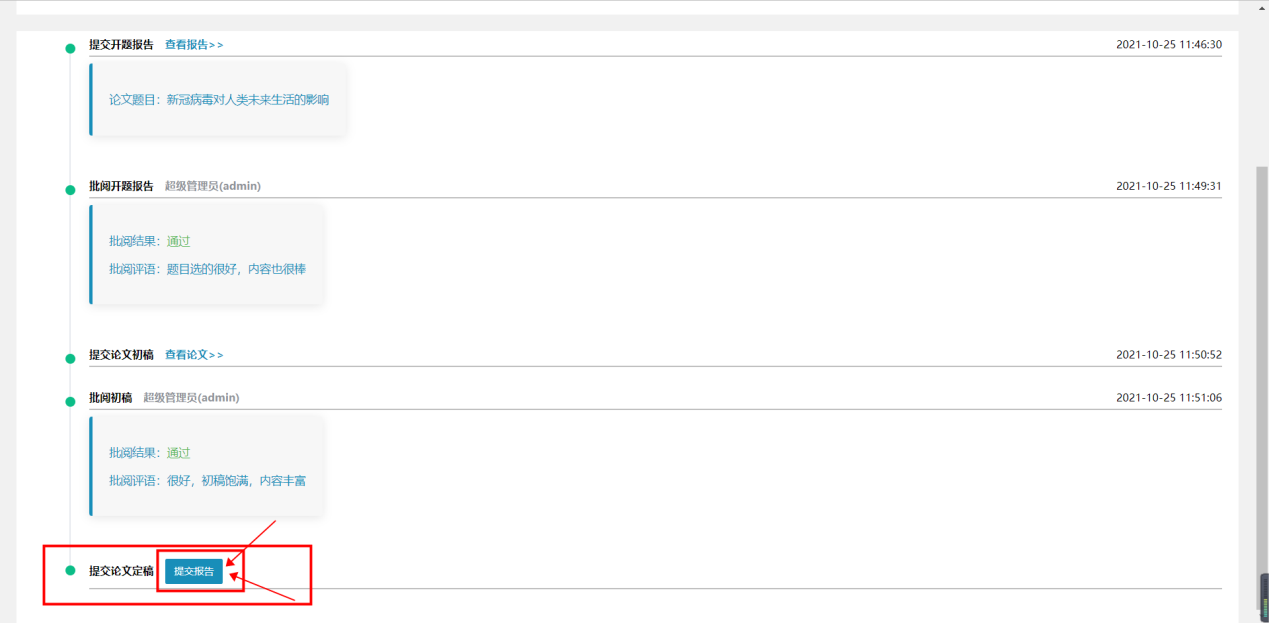 提交开题报告 查看报告>> 2021-10-25 11:46:30
论文题目：新冠病毒对人类未来生活的影响
批阅开题报告 超级管理员(admin) 2021-10-25 11:49:31
批阅结果：通过
批阅评语：题目选的很好，内容也很棒
提交论文初稿 查看论文>> 2021-10-25 11:50:52
批阅初稿 超级管理员(admin) 2021-10-25 11:51:06
批阅结果：通过
批阅评语：很好，初稿饱满，内容丰富
提交论文定稿 提交报告